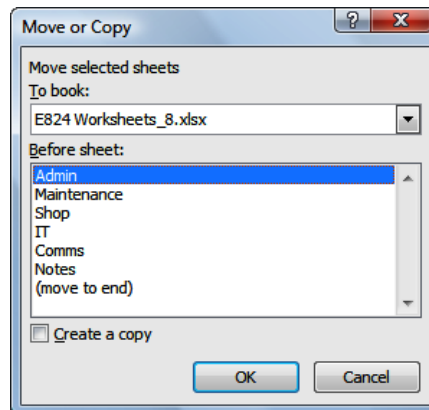 Move or Copy
Move selected sheets
To book:
E824 Worksheets_8.xlsx
Before sheet:
Admin
Maintenance
Shop
IT
Comms
Notes
(move to end)
Create a copy
OK Cancel